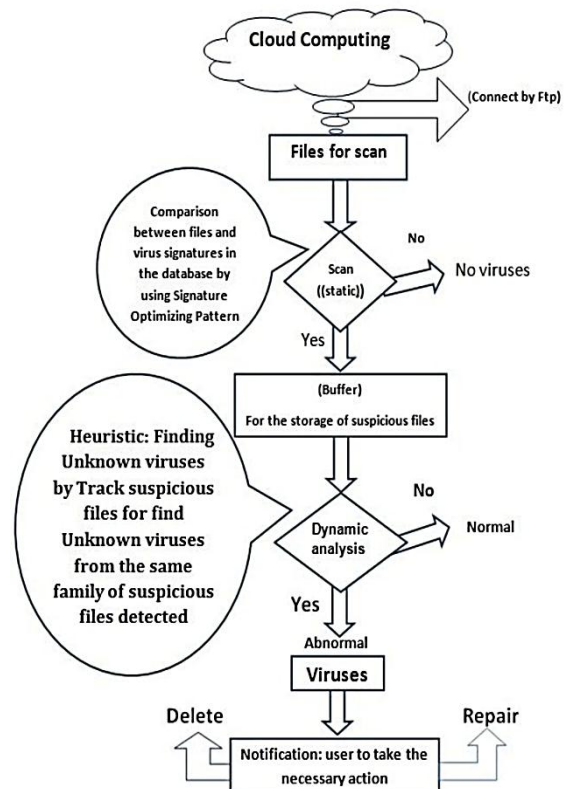 Cloud Computing
(Connect by Ftp)
Files for scan
Comparison
between files and
virus signatures in
the database by
using Signature
Optimizing Pattern
Scan
((static))
No
No viruses
Yes
(Buffer)
For the storage of suspicious files
Heuristic: Finding
Unknown viruses
by Track suspicious
files for find
Unknown viruses
from the same
family of suspicious
files detected
Dynamic
analysis
No
Normal
Yes
Abnormal
Viruses
Delete
Repair
Notification: user to take the
necessary action